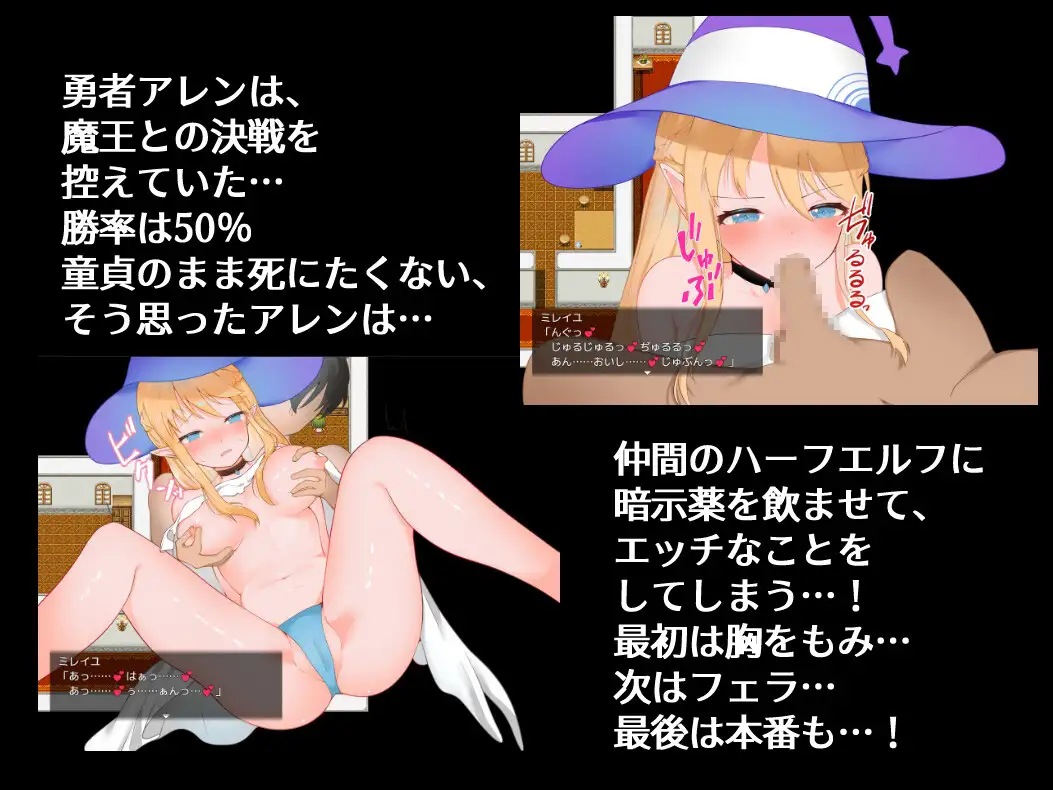 勇者アレンは、
魔王との決戦を
控えていた…
勝率は50％
童貞のまま死にたくない、
そう思ったアレンは…
じゅぷ
ぢゅるるる
ミレイユ
「んぐっ💕
じゅるじゅるっ💕ぢゅるるっ💕
あん……おいし……💕じゅぷんっ💕」
ビク
ミレイユ
「あっ……💕はぁっ……💕
あっ……💕ぅ……ぁんっ…💕」
仲間のハーフエルフに
暗示薬を飲ませて、
エッチなことを
してしまう…！
最初は胸をもみ…
次はフェラ…
最後は本番も…！